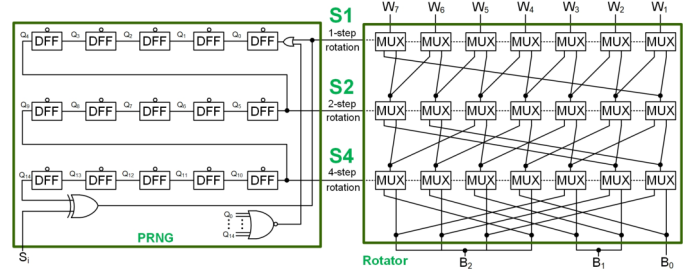 S1
W7 W6 W5 W4 W3 W2 W1
Q4 DFF Q3 DFF Q2 DFF Q1 DFF Q0 DFF
1-step
rotation
MUX MUX MUX MUX MUX MUX MUX
S2
Q9 DFF Q8 DFF Q7 DFF Q6 DFF Q5 DFF
2-step
rotation
MUX MUX MUX MUX MUX MUX MUX
S4
Q14 DFF Q13 DFF Q12 DFF Q11 DFF Q10 DFF
4-step
rotation
MUX MUX MUX MUX MUX MUX MUX
Q0
Q14
PRNG
Si
Rotator
B2 B1 B0